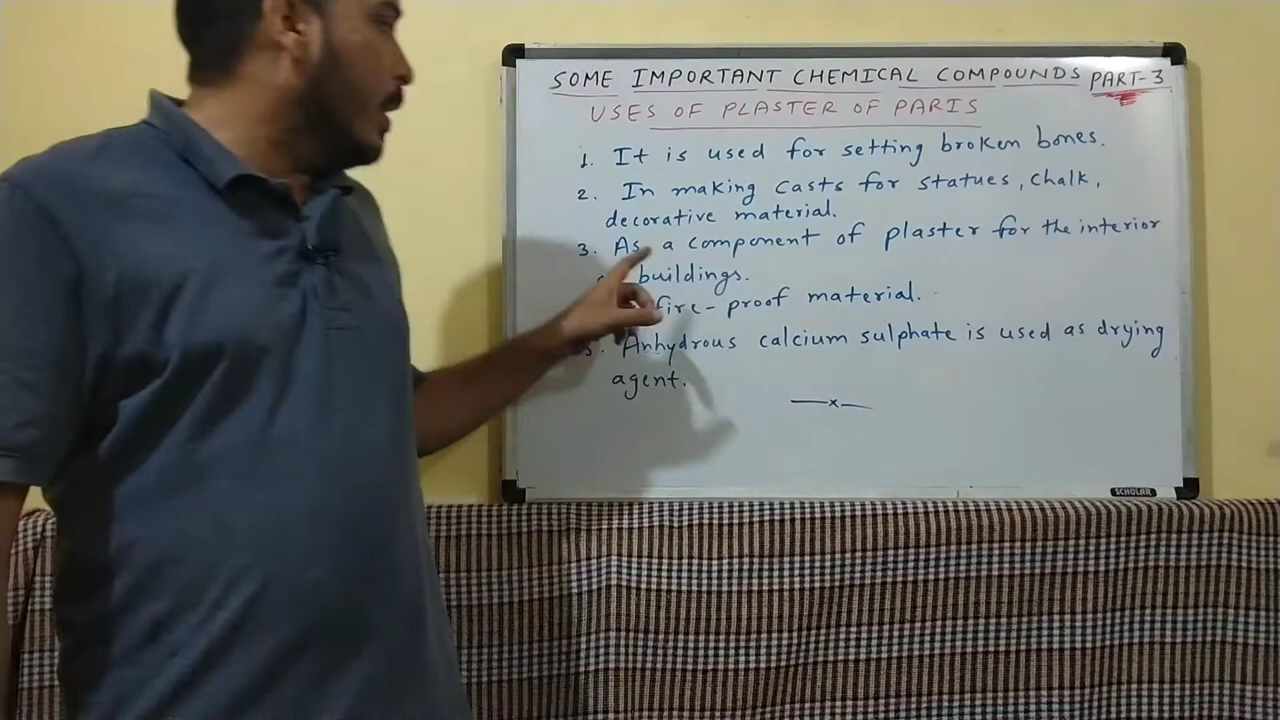 SOME IMPORTANT CHEMICAL COMPOUNDS PART-3
USES OF PLASTER OF PARIS
1. It is used for setting broken bones.
2. In making casts for statues, chalk,
decorative material.
3. As a component of plaster for the interior
buildings.
fire-proof material.
5. Anhydrous calcium sulphate is used as drying
agent.
—x—
SCHOLAR